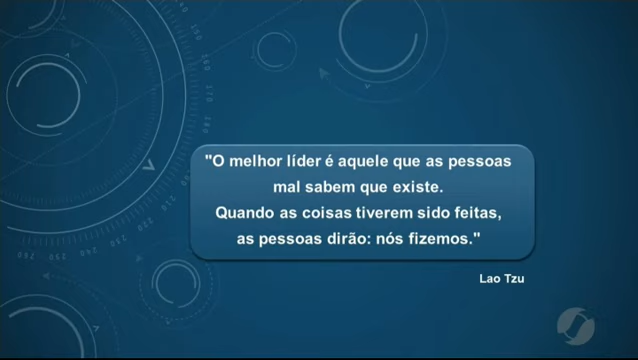 "O melhor líder é aquele que as pessoas
mal sabem que existe.
Quando as coisas tiverem sido feitas,
as pessoas dirão: nós fizemos."
Lao Tzu